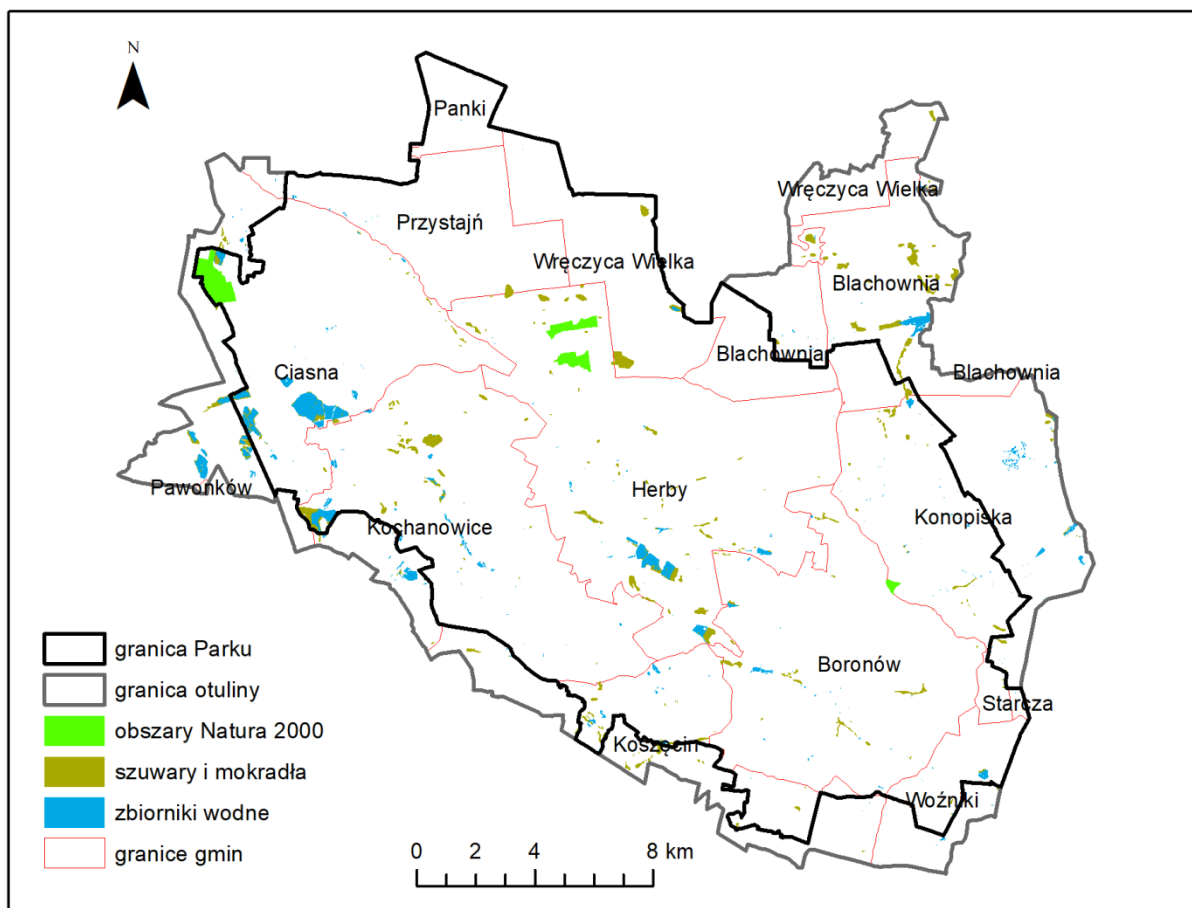 N
Panki
Wręczyca Wielka
Przystajń
Wręczyca Wielka
Blachownia
Blachownia
Ciasna
Blachownia
Pawonków
Herby
Konopiska
Kochanowice
granica Parku
Boronów
granica otuliny
Starcza
obszary Natura 2000
Koszęcin
szuwary i mokradła
Woźniki
zbiorniki wodne
granice gmin
0 2 4 8 km